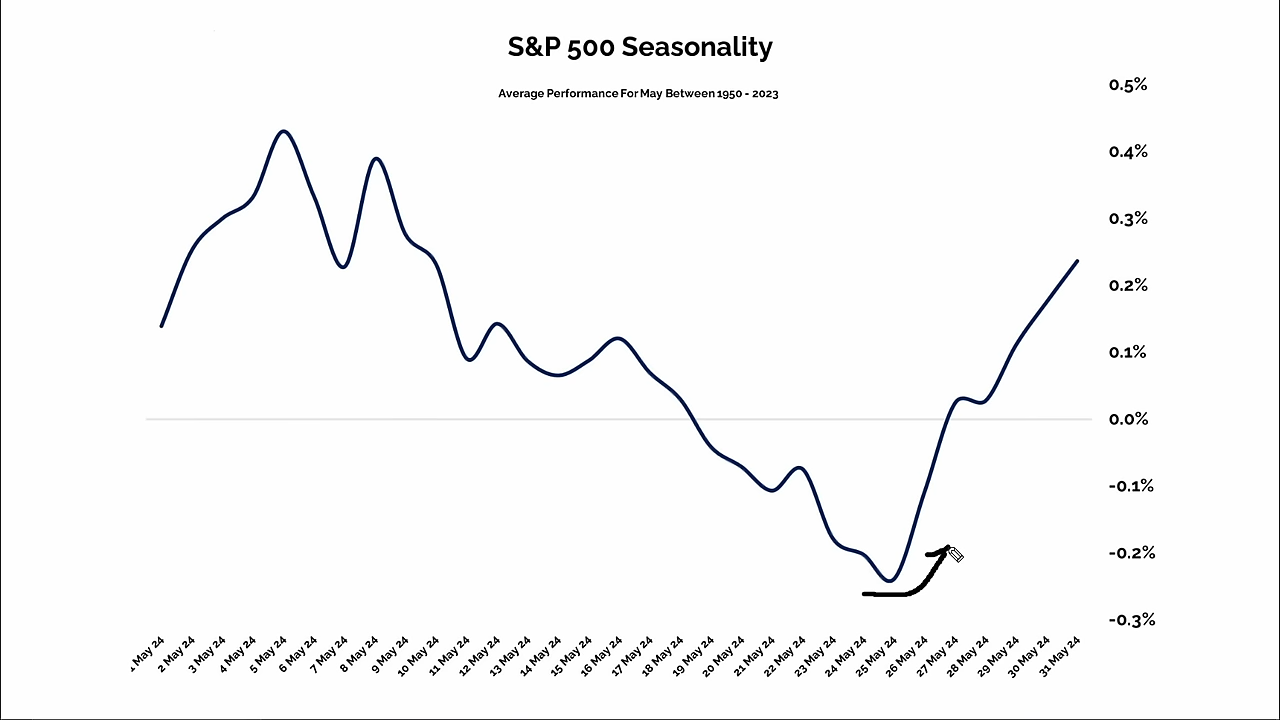 S&P 500 Seasonality
Average Performance For May Between 1950 - 2023
0.5%
0.4%
0.3%
0.2%
0.1%
0.0%
-0.1%
-0.2%
-0.3%
1 May 24
2 May 24
3 May 24
4 May 24
5 May 24
6 May 24
7 May 24
8 May 24
9 May 24
10 May 24
11 May 24
12 May 24
13 May 24
14 May 24
15 May 24
16 May 24
17 May 24
18 May 24
19 May 24
20 May 24
21 May 24
22 May 24
23 May 24
24 May 24
25 May 24
26 May 24
27 May 24
28 May 24
29 May 24
30 May 24
31 May 24